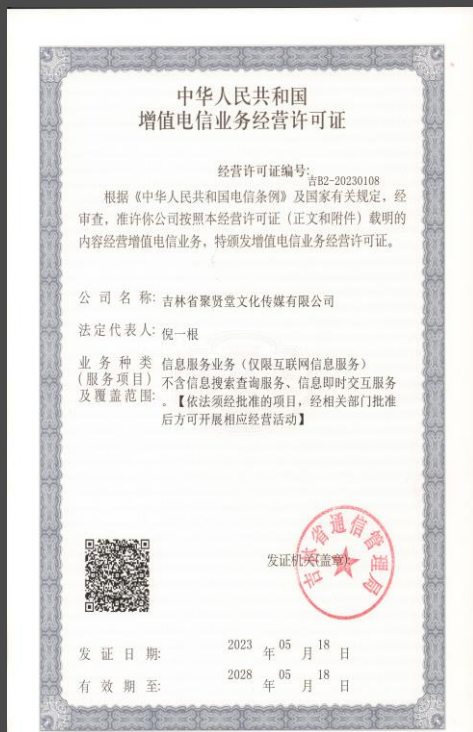 中华人民共和国
增值电信业务经营许可证
经营许可证编号:
吉B2-20230108
根据《中华人民共和国电信条例》及国家有关规定，经
审查，准许你公司按照本经营许可证（正文和附件）载明的
内容经营增值电信业务，特颁发增值电信业务经营许可证。
公司名称: 吉林省聚贤堂文化传媒有限公司
法定代表人: 倪一根
业务种类 信息服务业务（仅限互联网信息服务）
(服务项目) 不含信息搜索查询服务、信息即时交互服务
及覆盖范围: 。【依法须经批准的项目，经相关部门批准
后方可开展相应经营活动】
吉林省通信管理局
发证机关(盖章):
发证日期: 2023 年 05 月 18 日
有效期至: 2028 年 05 月 18 日